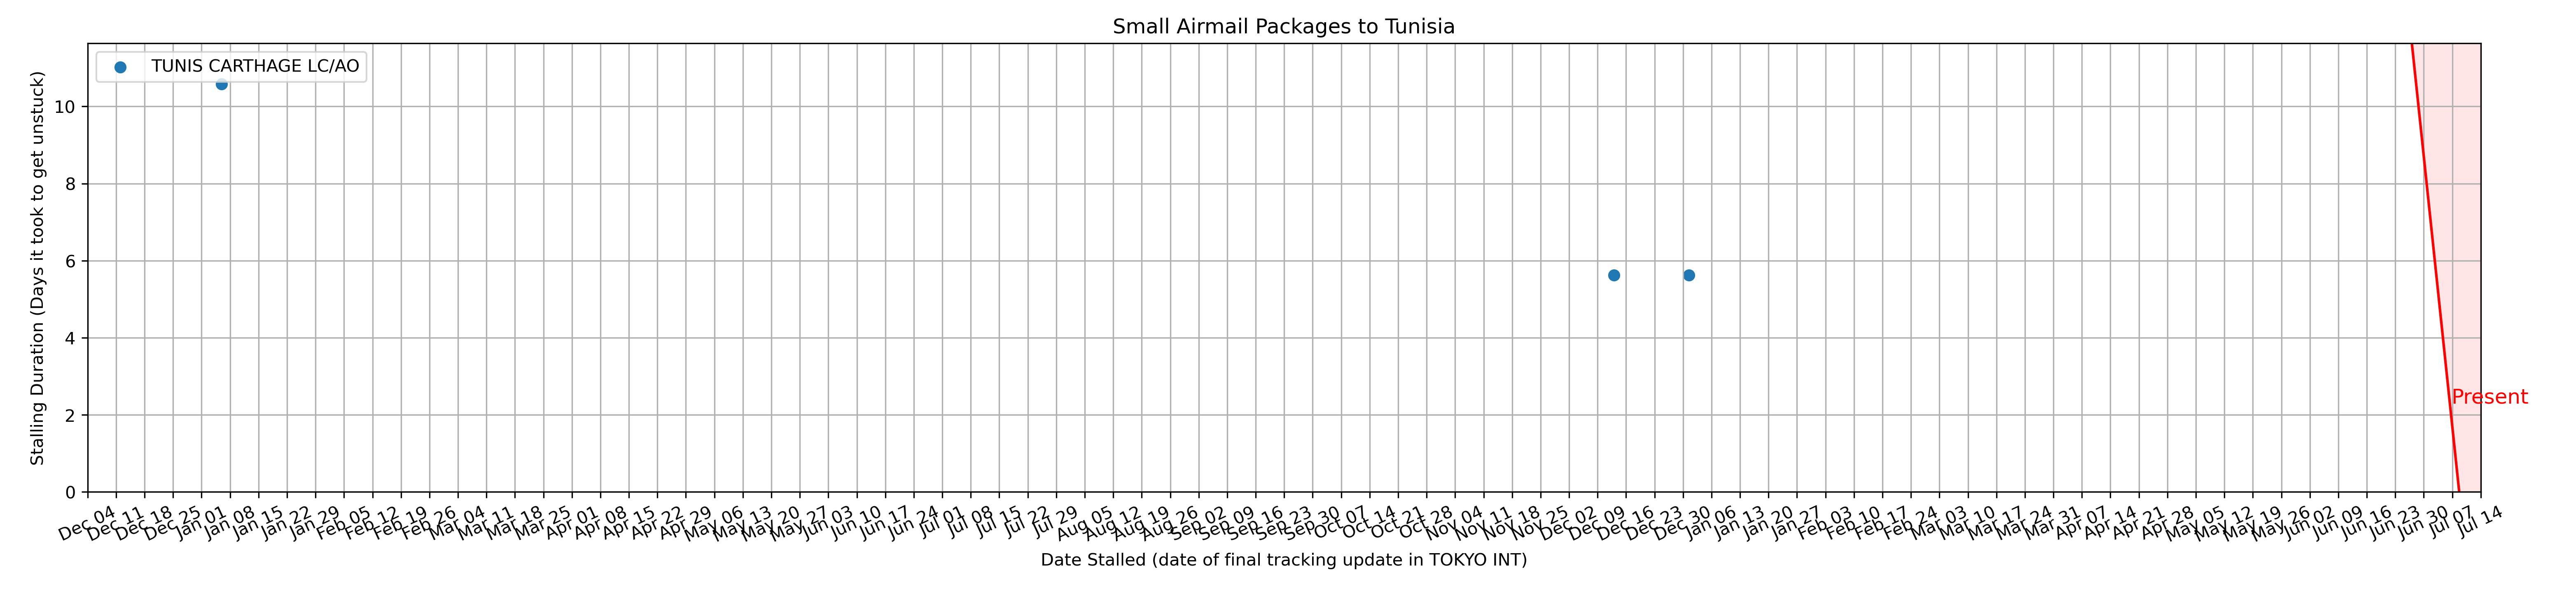 Small Airmail Packages to Tunisia
TUNIS CARTHAGE LC/AO
Stalling Duration (Days it took to get unstuck)
10
8
6
4
2
0
Present
Dec 04 Dec 11 Dec 18 Dec 25 Jan 01 Jan 08 Jan 15 Jan 22 Jan 29 Feb 05 Feb 12 Feb 19 Feb 26 Mar 04 Mar 11 Mar 18 Mar 25 Apr 01 Apr 08 Apr 15 Apr 22 Apr 29 May 06 May 13 May 20 May 27 Jun 03 Jun 10 Jun 17 Jun 24 Jul 01 Jul 08 Jul 15 Jul 22 Jul 29 Aug 05 Aug 12 Aug 19 Aug 26 Sep 02 Sep 09 Sep 16 Sep 23 Sep 30 Oct 07 Oct 14 Oct 21 Oct 28 Nov 04 Nov 11 Nov 18 Nov 25 Dec 02 Dec 09 Dec 16 Dec 23 Dec 30 Jan 06 Jan 13 Jan 20 Jan 27 Feb 03 Feb 10 Feb 17 Feb 24 Mar 03 Mar 10 Mar 17 Mar 24 Mar 31 Apr 07 Apr 14 Apr 21 Apr 28 May 05 May 12 May 19 May 26 Jun 02 Jun 09 Jun 16 Jun 23 Jun 30 Jul 07 Jul 14
Date Stalled (date of final tracking update in TOKYO INT)